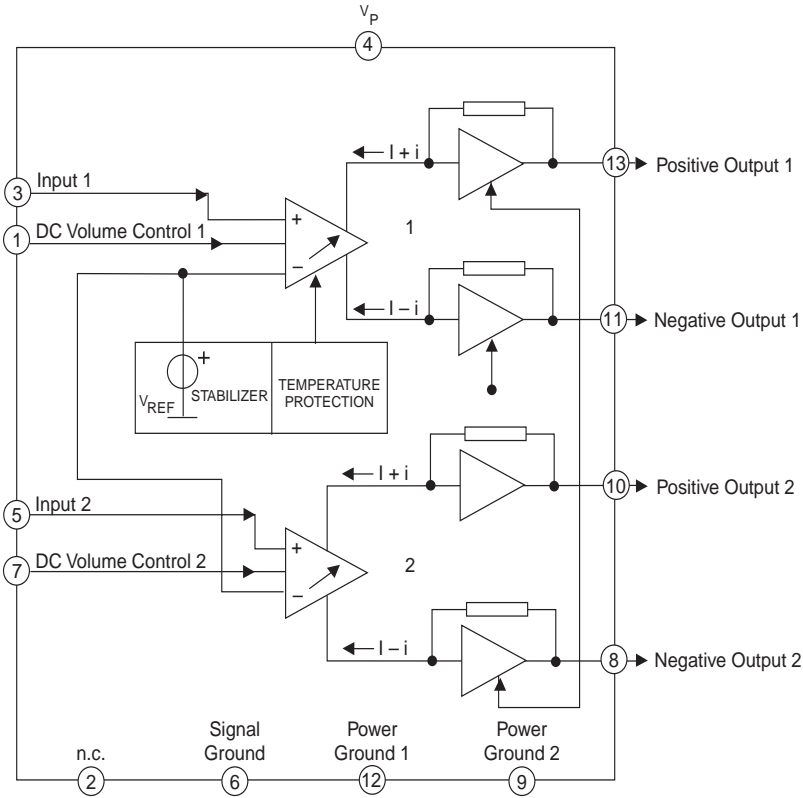 VP
4
I + i
13
Positive Output 1
3
Input 1
+
1
1
DC Volume Control 1
–
I – i
11
Negative Output 1
+
VREF
STABILIZER
TEMPERATURE
PROTECTION
I + i
10
Positive Output 2
5
Input 2
+
7
DC Volume Control 2
2
–
I – i
8
Negative Output 2
n.c.
2
Signal
Ground
6
Power
Ground 1
12
Power
Ground 2
9